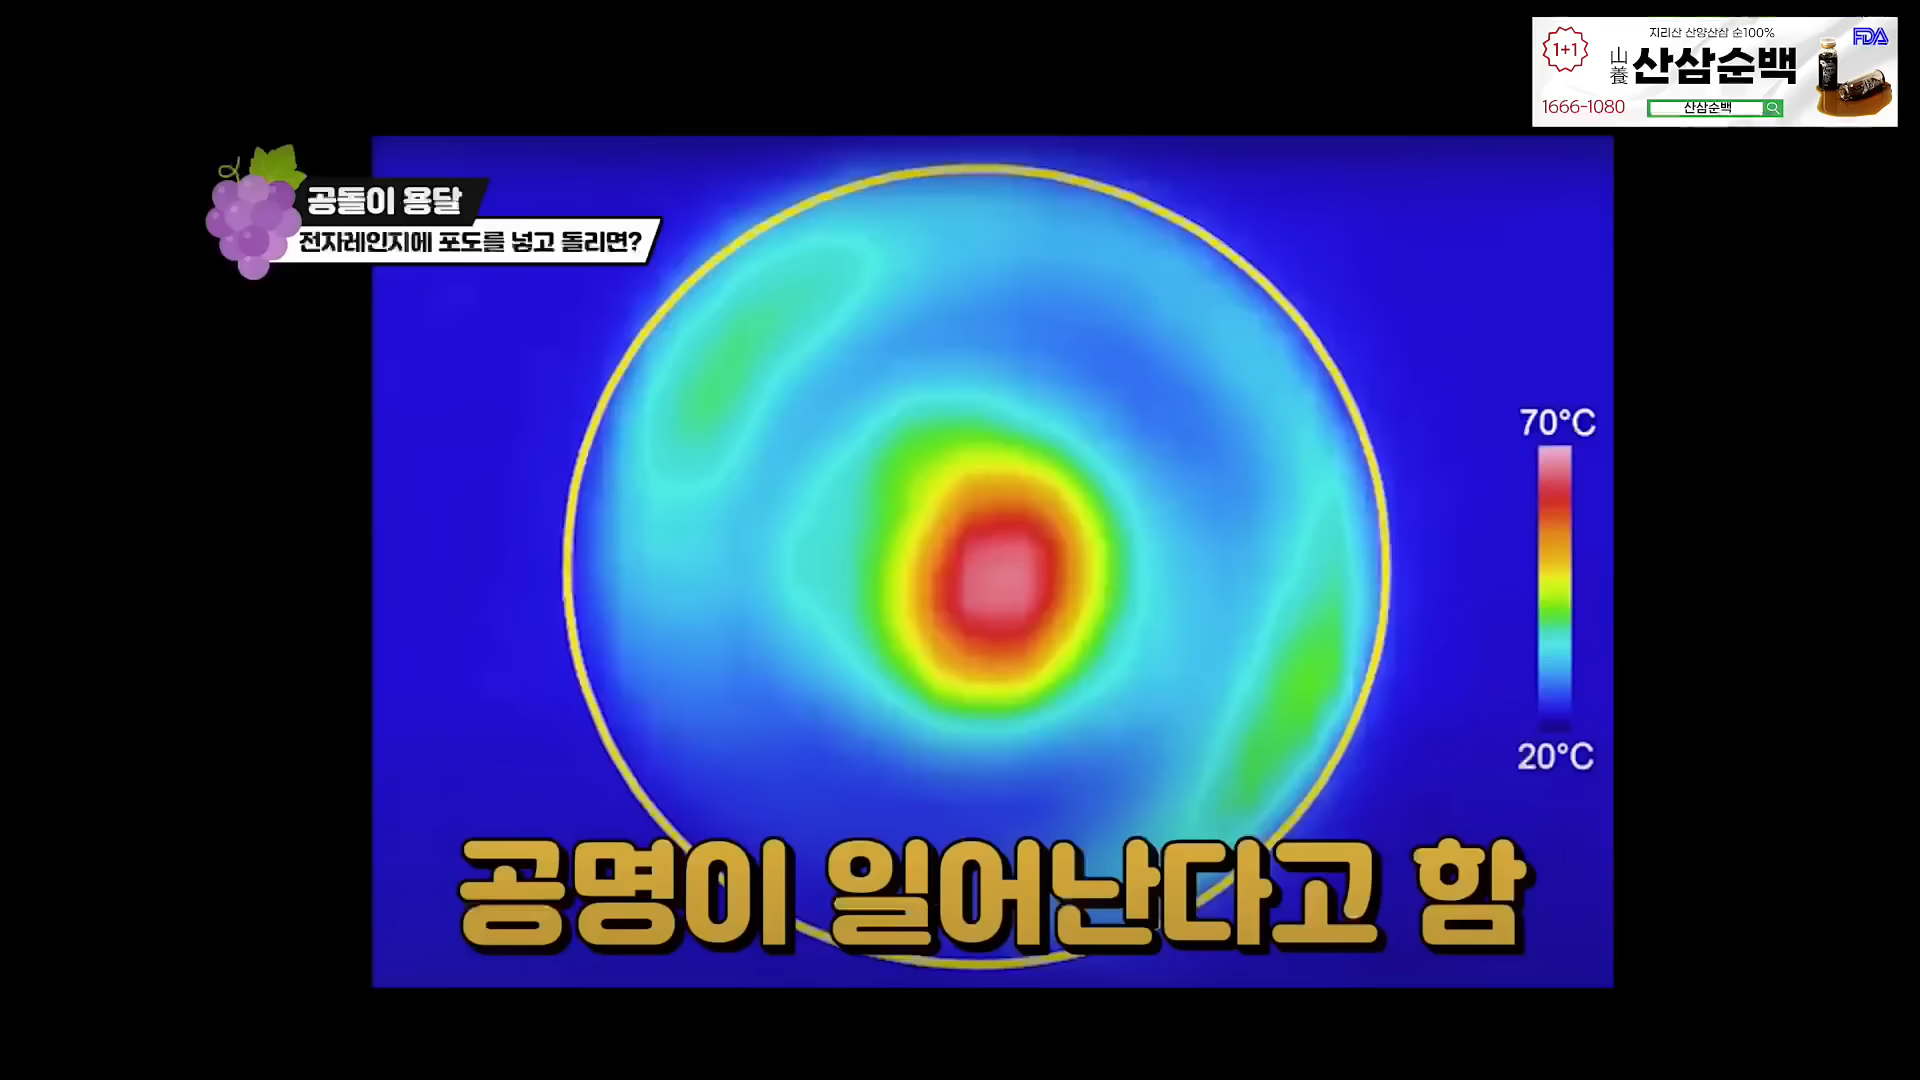 지리산 산양산삼 순100%
1+1
山養
산삼순백
FDA
1666-1080
산삼순백
공돌이 용달
전자레인지에 포도를 넣고 돌리면?
70°C
20°C
공명이 일어난다고 함